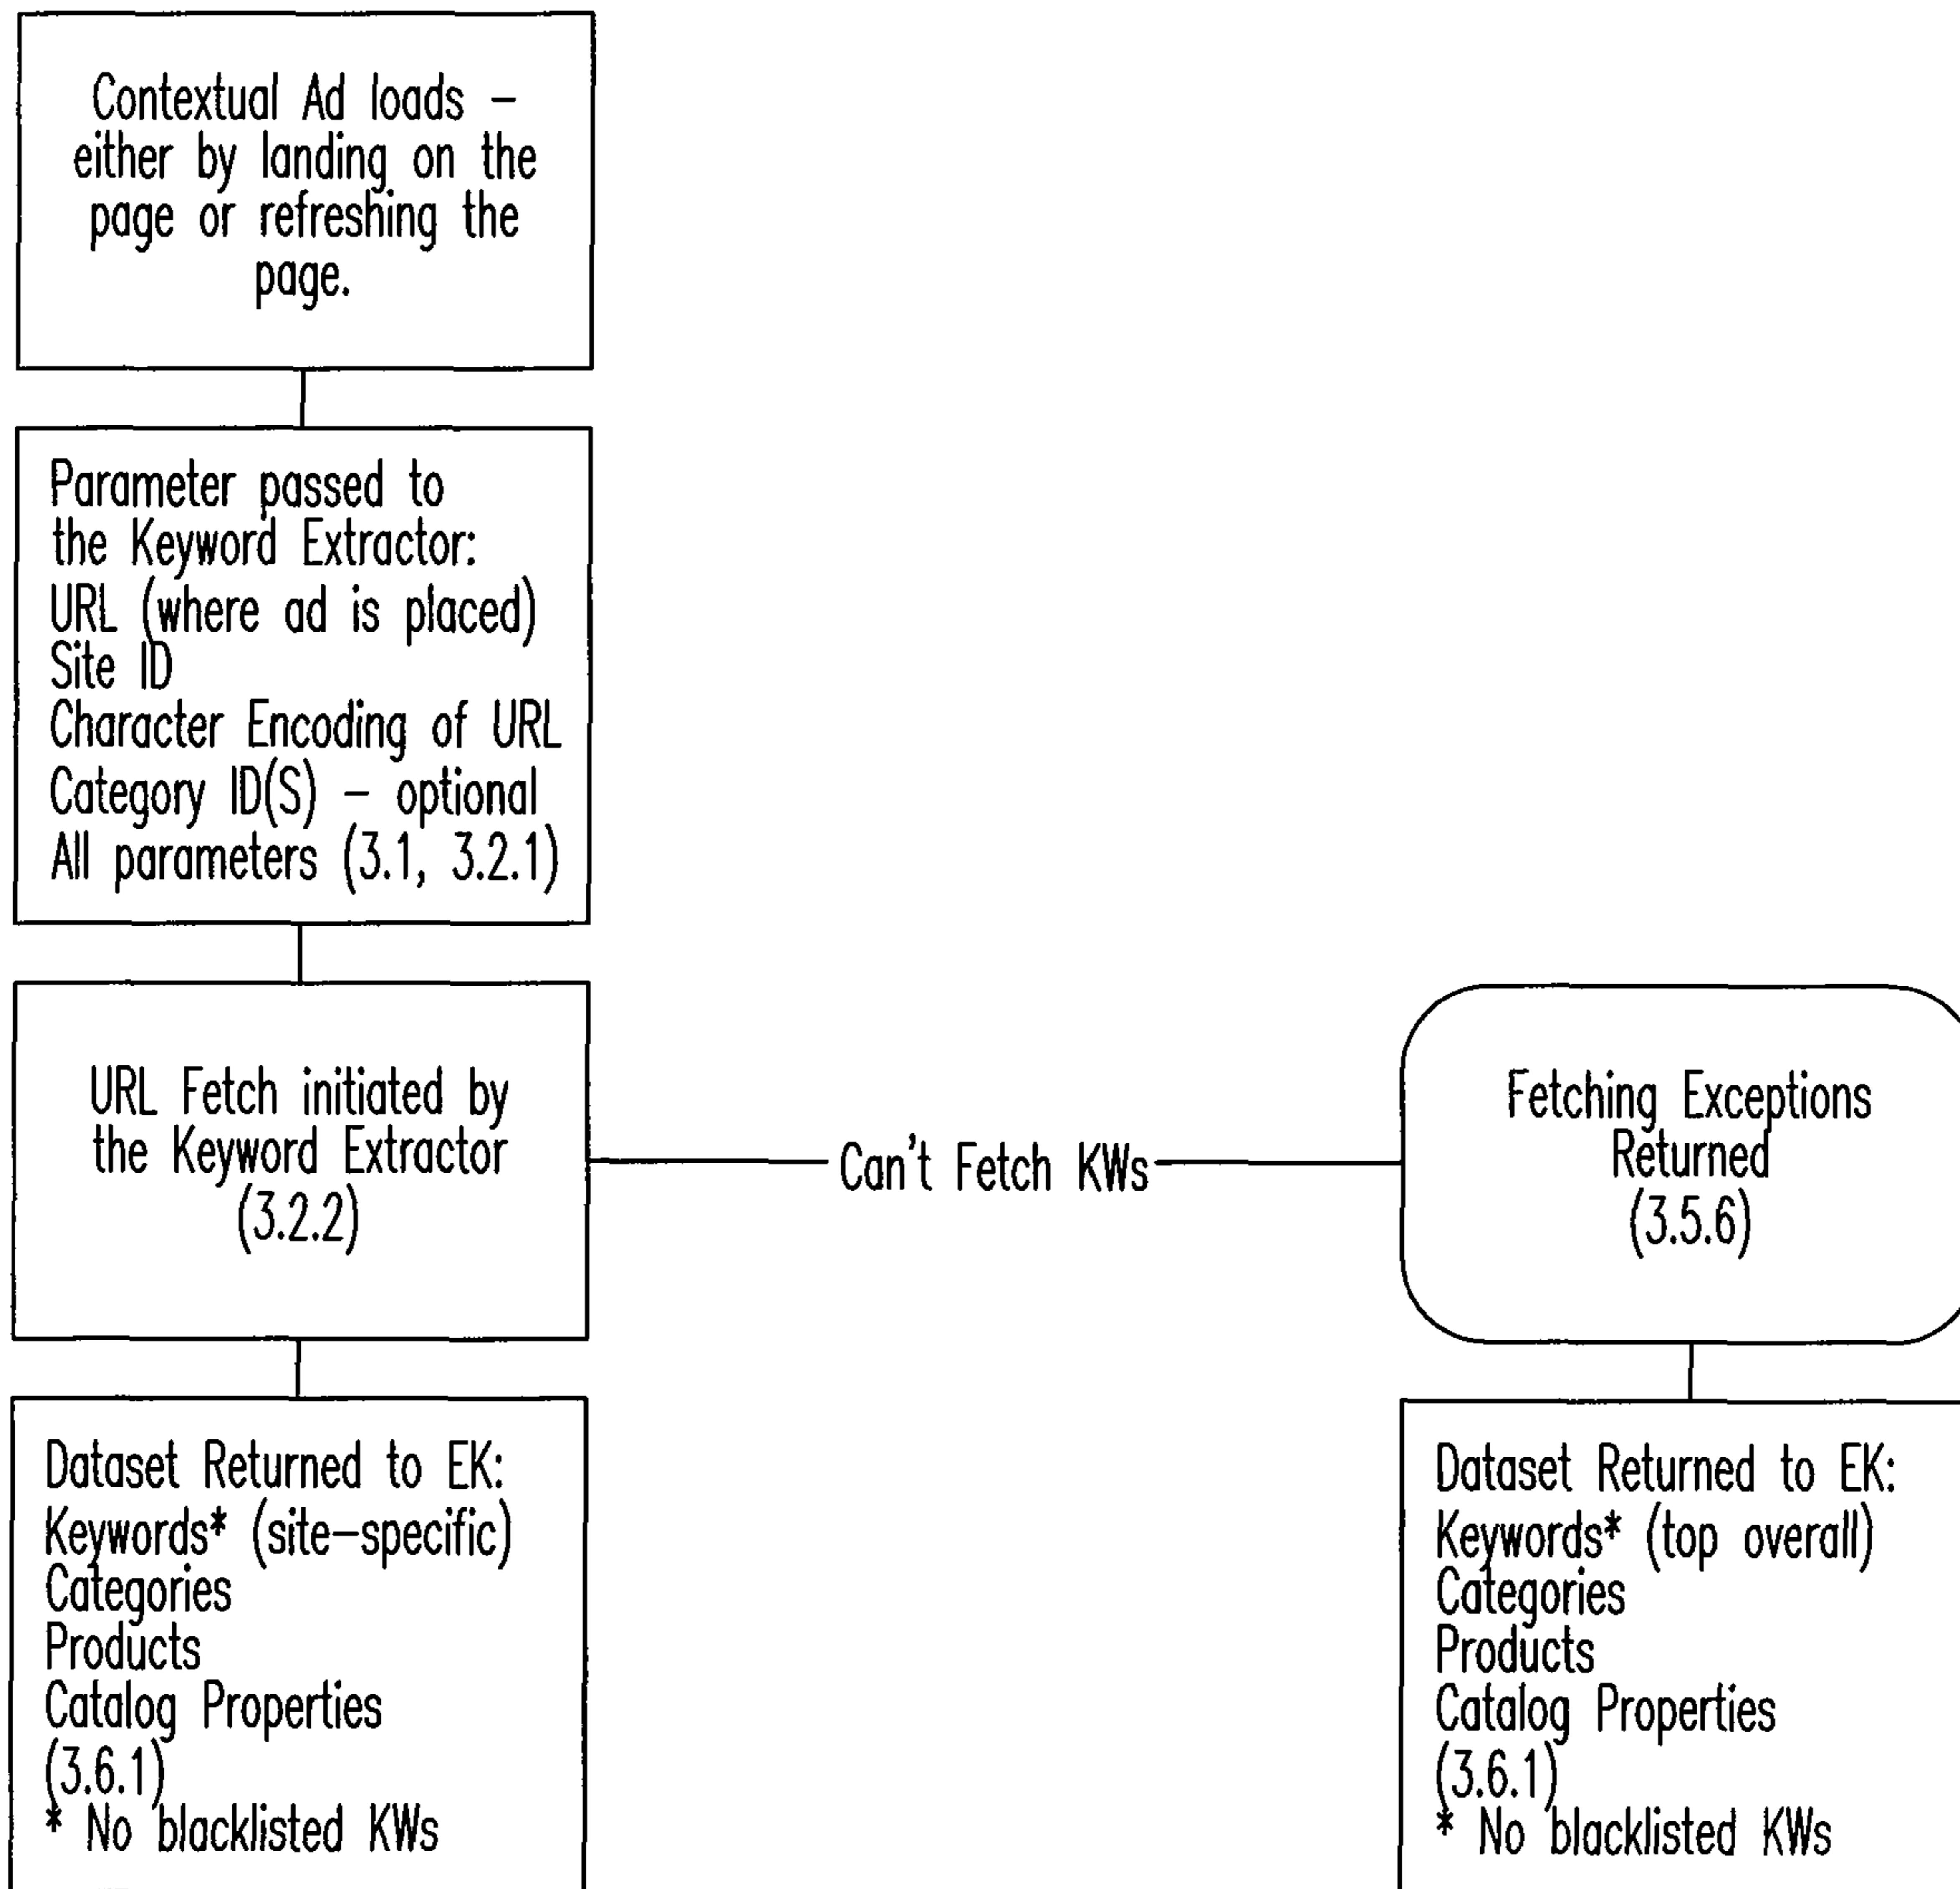 Contextual Ad loads –
either by landing on the
page or refreshing the
page.
Parameter passed to
the Keyword Extractor:
URL (where ad is placed)
Site ID
Character Encoding of URL
Category ID(S) – optional
All parameters (3.1, 3.2.1)
URL Fetch initiated by
the Keyword Extractor
(3.2.2)
Can't Fetch KWs
Fetching Exceptions
Returned
(3.5.6)
Dataset Returned to EK:
Keywords* (site–specific)
Categories
Products
Catalog Properties
(3.6.1)
* No blacklisted KWs
Dataset Returned to EK:
Keywords* (top overall)
Categories
Products
Catalog Properties
(3.6.1)
* No blacklisted KWs